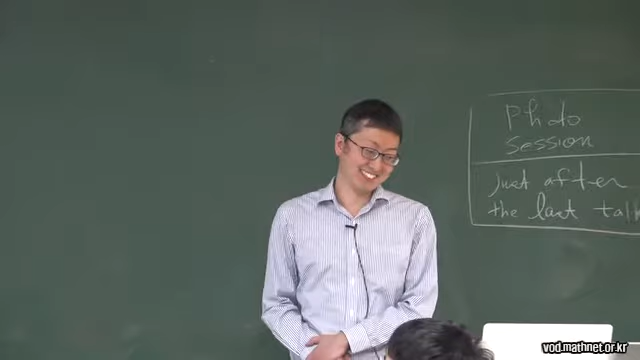 Photo
session
Just after
the last talk
vod.mathnet.or.kr